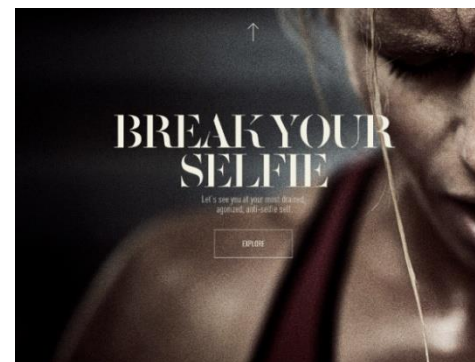 BREAK YOUR
SELFIE
Let's see you at your most drained,
agonized, anti-selfie self.
EXPLORE